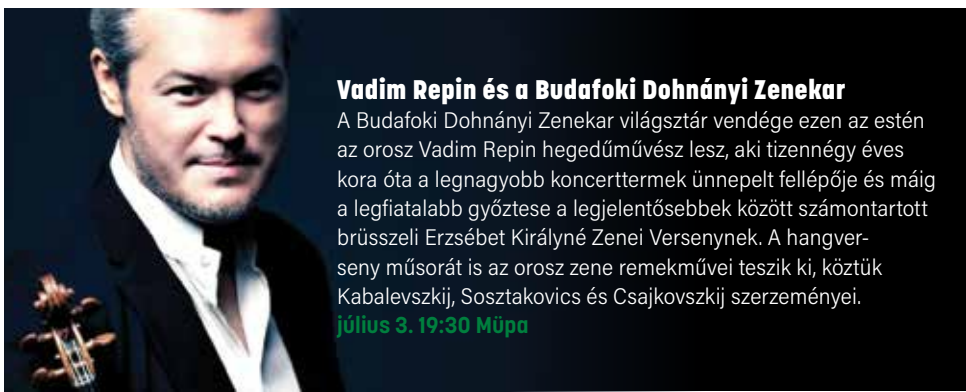 Vadim Repin és a Budafoki Dohnányi Zenekar
A Budafoki Dohnányi Zenekar világsztár vendége ezen az estén
az orosz Vadim Repin hegedűművész lesz, aki tizennégy éves
kora óta a legnagyobb koncerttermek ünnepelt fellépője és máig
a legfiatalabb győztese a legjelentősebbek között számontartott
brüsszeli Erzsébet Királyné Zenei Versenynek. A hangver-
seny műsorát is az orosz zene remekművei teszik ki, köztük
Kabalevszkij, Sosztakovics és Csajkovszkij szerzeményei.
július 3. 19:30 Müpa